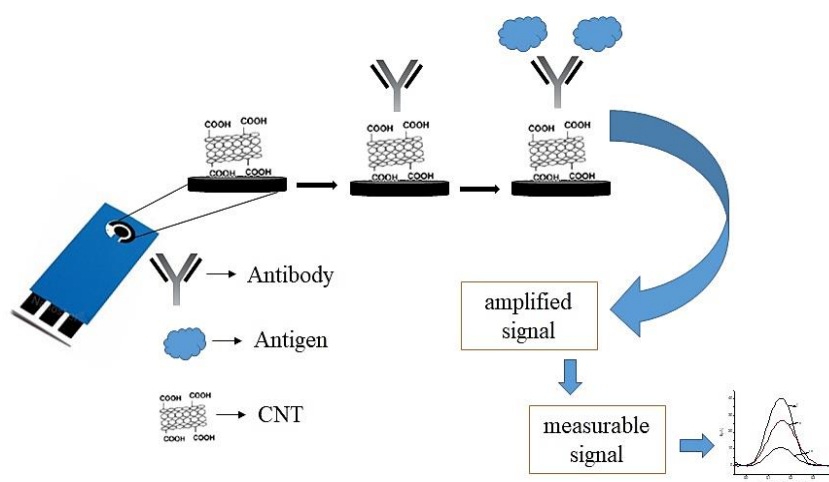 COOH COOH
COOH COOH
COOH COOH
COOH COOH
COOH COOH
COOH COOH
Antibody
Antigen
COOH COOH
CNT
COOH COOH
amplified
signal
measurable
signal